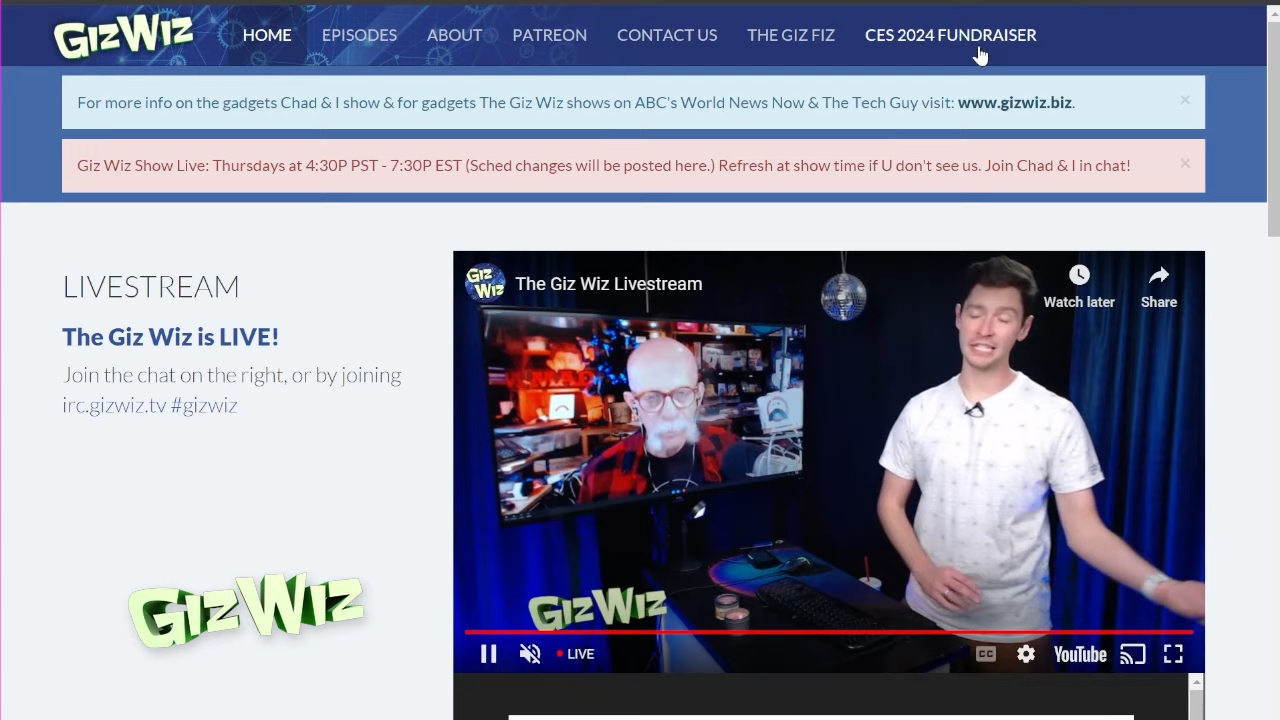 GIZWIZ
HOME EPISODES ABOUT PATREON CONTACT US THE GIZ FIZ CES 2024 FUNDRAISER
For more info on the gadgets Chad & I show & for gadgets The Giz Wiz shows on ABC's World News Now & The Tech Guy visit: www.gizwiz.biz.
×
Giz Wiz Show Live: Thursdays at 4:30P PST - 7:30P EST (Sched changes will be posted here.) Refresh at show time if U don't see us. Join Chad & I in chat!
×
LIVESTREAM
The Giz Wiz is LIVE!
Join the chat on the right, or by joining
irc.gizwiz.tv #gizwiz
GIZWIZ
GIZ WIZ
The Giz Wiz Livestream
Watch later
Share
MAD
GIZWIZ
LIVE
CC
YouTube